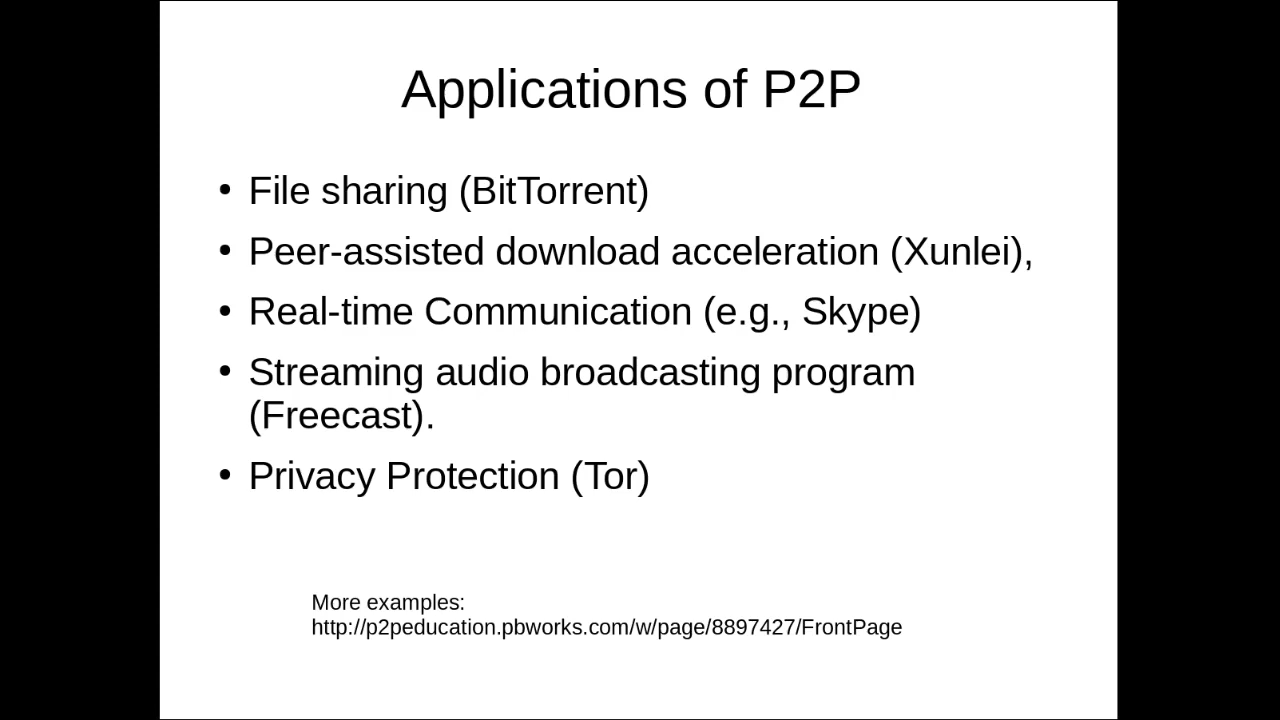 Applications of P2P
• File sharing (BitTorrent)
• Peer-assisted download acceleration (Xunlei),
• Real-time Communication (e.g., Skype)
• Streaming audio broadcasting program
(Freecast).
• Privacy Protection (Tor)
More examples:
http://p2peducation.pbworks.com/w/page/8897427/FrontPage